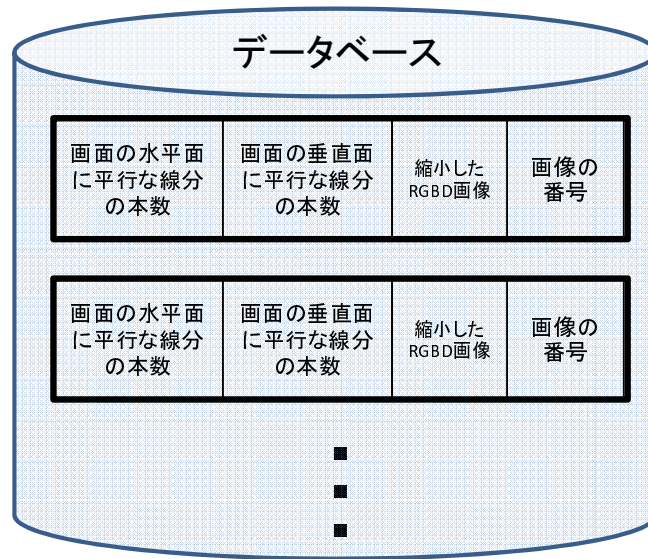 データベース
画面の水平面
に平行な線分
の本数
画面の垂直面
に平行な線分
の本数
縮小した
RGBD画像
画像の
番号
画面の水平面
に平行な線分
の本数
画面の垂直面
に平行な線分
の本数
縮小した
RGBD画像
画像の
番号